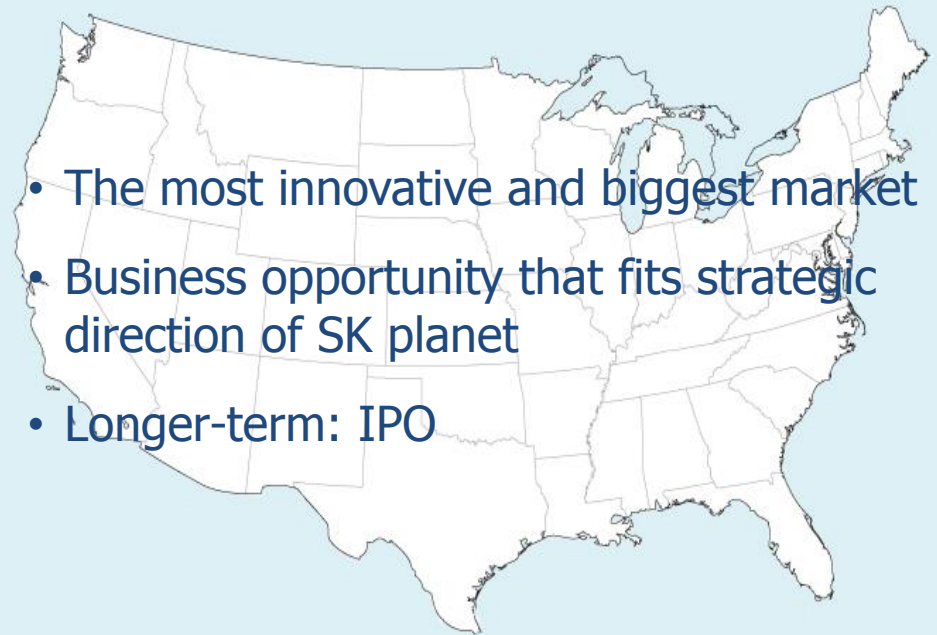 • The most innovative and biggest market
• Business opportunity that fits strategic
direction of SK planet
• Longer-term: IPO